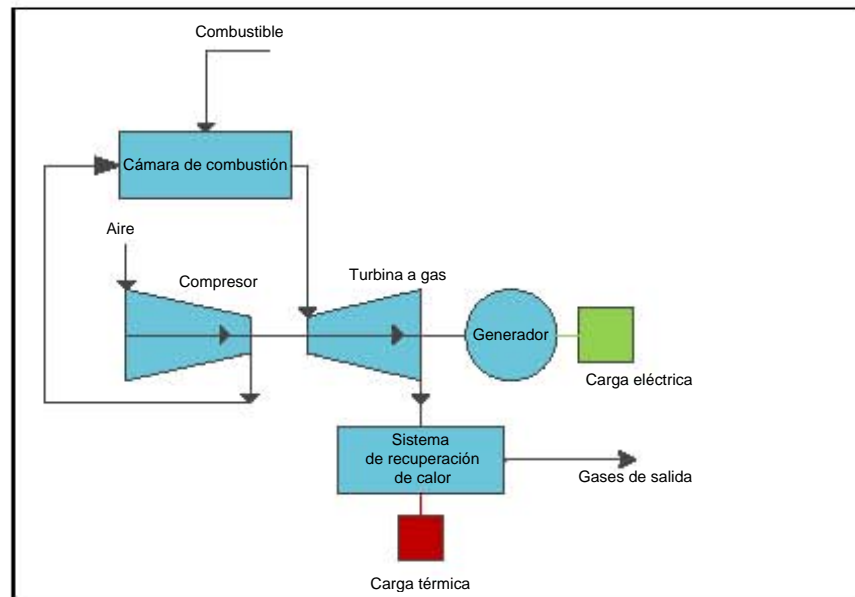 Combustible
Cámara de combustión
Aire
Compresor
Turbina a gas
Generador
Carga eléctrica
Sistema
de recuperación
de calor
Gases de salida
Carga térmica